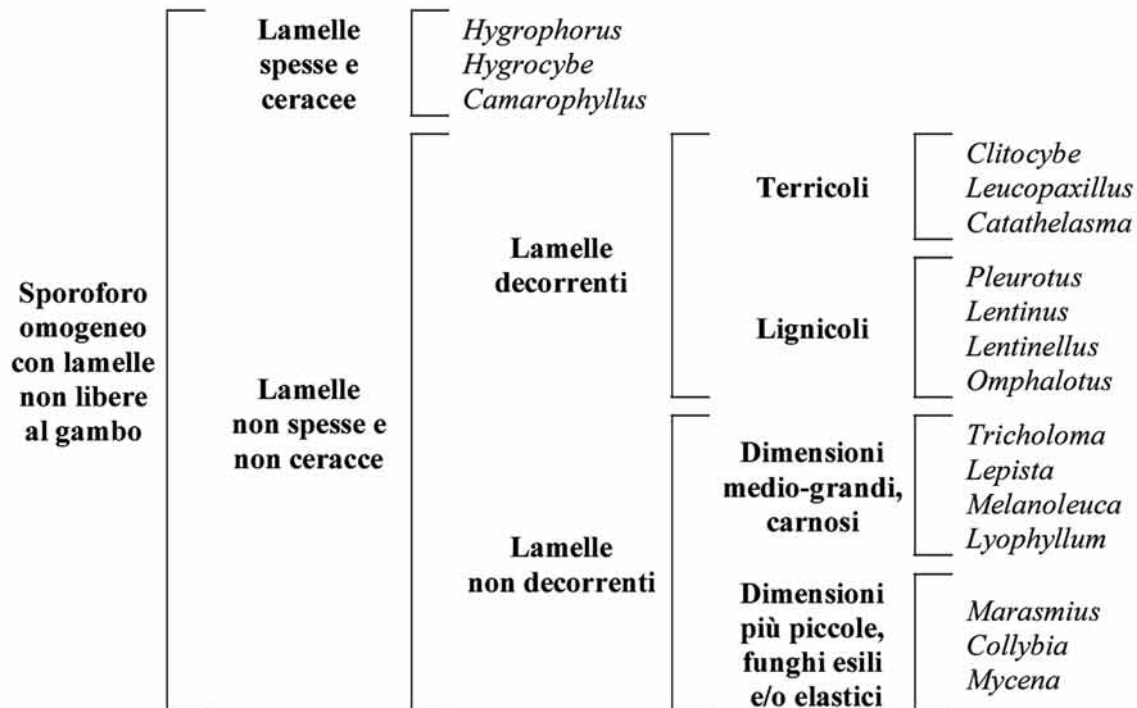 Sporoforo
omogeneo
con lamelle
non libere
al gambo
Lamelle
spesse e
ceracee
Hygrophorus
Hygrocybe
Camarophyllus
Lamelle
non spesse e
non ceracce
Lamelle
decorrenti
Terricoli
Clitocybe
Leucopaxillus
Catathelasma
Lignicoli
Pleurotus
Lentinus
Lentinellus
Omphalotus
Lamelle
non decorrenti
Dimensioni
medio-grandi,
carnosi
Tricholoma
Lepista
Melanoleuca
Lyophyllum
Dimensioni
più piccole,
funghi esili
e/o elastici
Marasmius
Collybia
Mycena